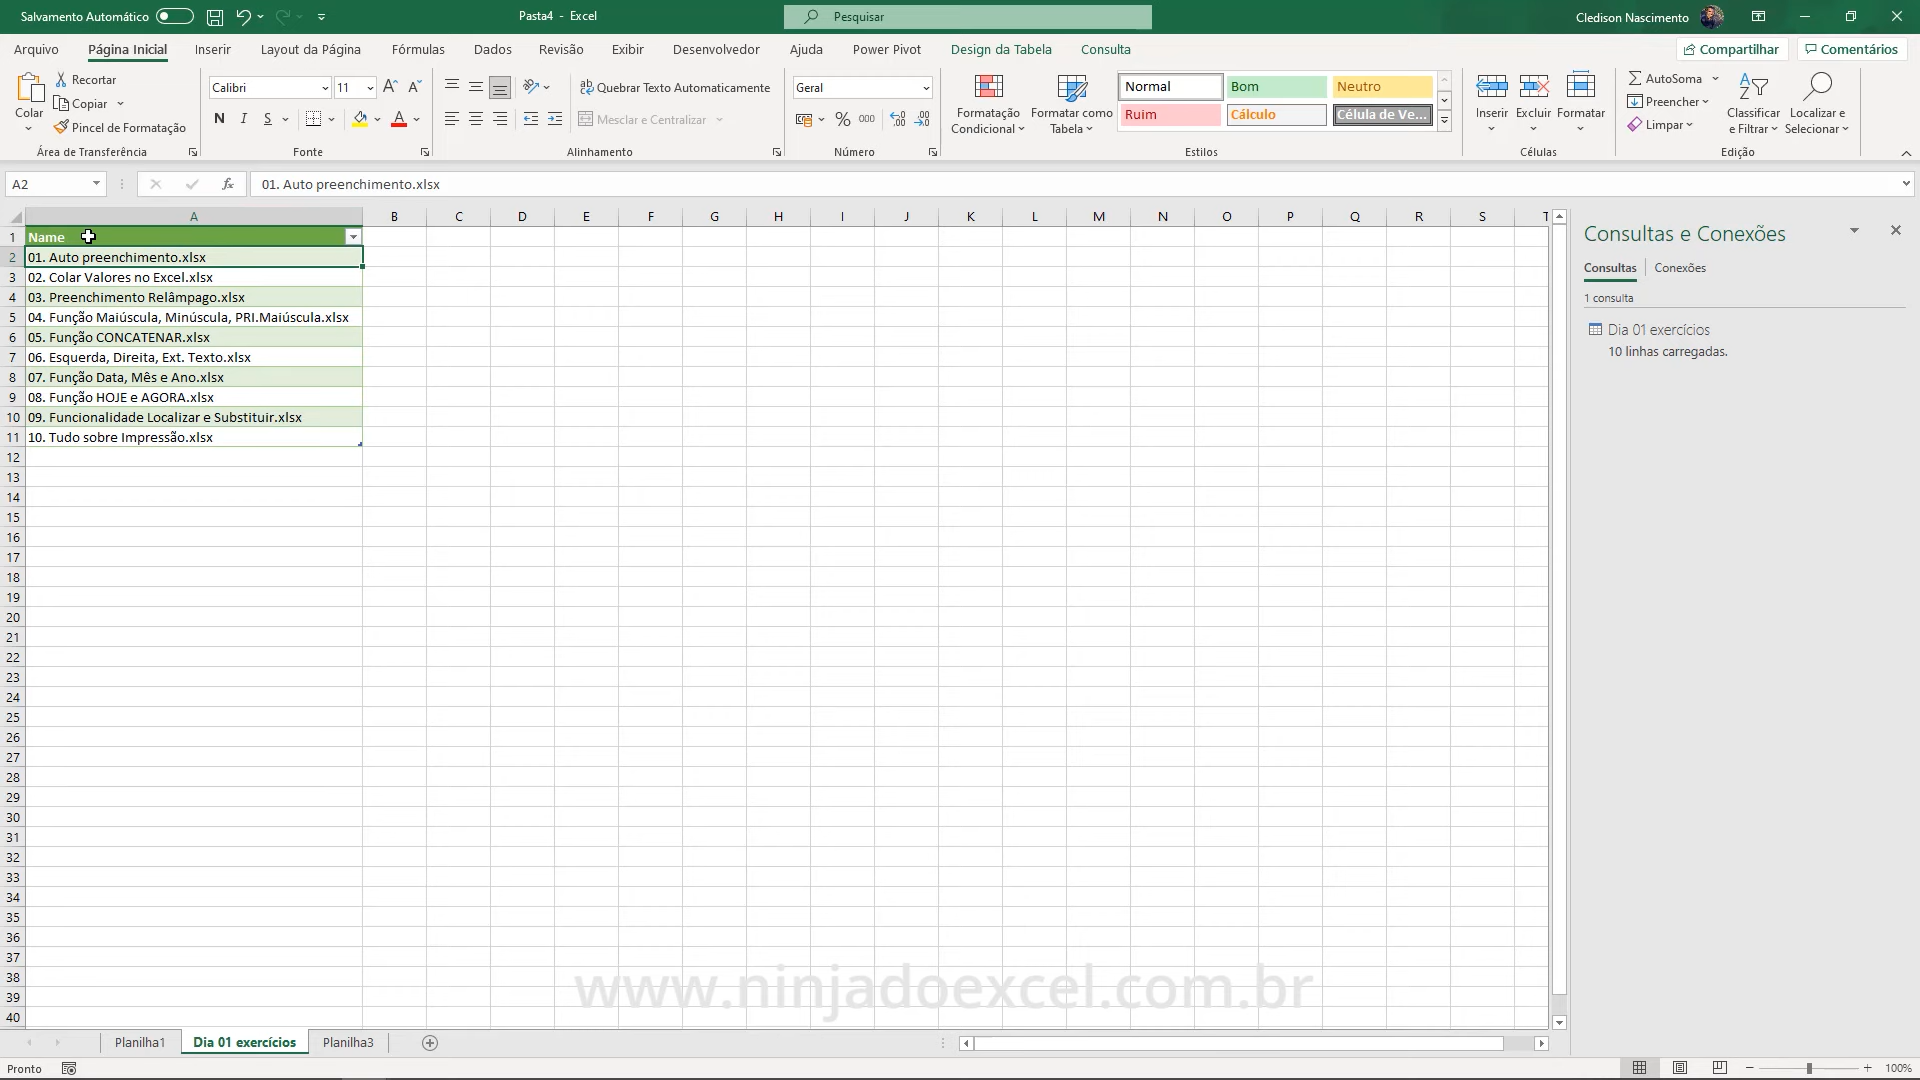 Salvamento Automático
Pasta4 - Excel
Pesquisar
Cledison Nascimento
Arquivo Página Inicial Inserir Layout da Página Fórmulas Dados Revisão Exibir Desenvolvedor Ajuda Power Pivot Design da Tabela Consulta
Compartilhar Comentários
Colar
Recortar
Copiar
Pincel de Formatação
Área de Transferência
Calibri 11
N I S
Fonte
Quebrar Texto Automaticamente
Mesclar e Centralizar
Alinhamento
Geral
% 000
Número
Formatação Condicional
Formatar como Tabela
Normal Bom Neutro
Ruim Cálculo Célula de Ve...
Estilos
Inserir Excluir Formatar
Células
AutoSoma
Preencher
Limpar
Classificar e Filtrar
Localizar e Selecionar
Edição
A2
fx
01. Auto preenchimento.xlsx
A B C D E F G H I J K L M N O P Q R S T
1 Name
2 01. Auto preenchimento.xlsx
3 02. Colar Valores no Excel.xlsx
4 03. Preenchimento Relâmpago.xlsx
5 04. Função Maiúscula, Minúscula, PRI.Maiúscula.xlsx
6 05. Função CONCATENAR.xlsx
7 06. Esquerda, Direita, Ext. Texto.xlsx
8 07. Função Data, Mês e Ano.xlsx
9 08. Função HOJE e AGORA.xlsx
10 09. Funcionalidade Localizar e Substituir.xlsx
11 10. Tudo sobre Impressão.xlsx
12
13
14
15
16
17
18
19
20
21
22
23
24
25
26
27
28
29
30
31
32
33
34
35
36
37
38
39
40
Consultas e Conexões
Consultas Conexões
1 consulta
Dia 01 exercícios
10 linhas carregadas.
www.ninjadoexcel.com.br
Planilha1 Dia 01 exercícios Planilha3
Pronto
100%